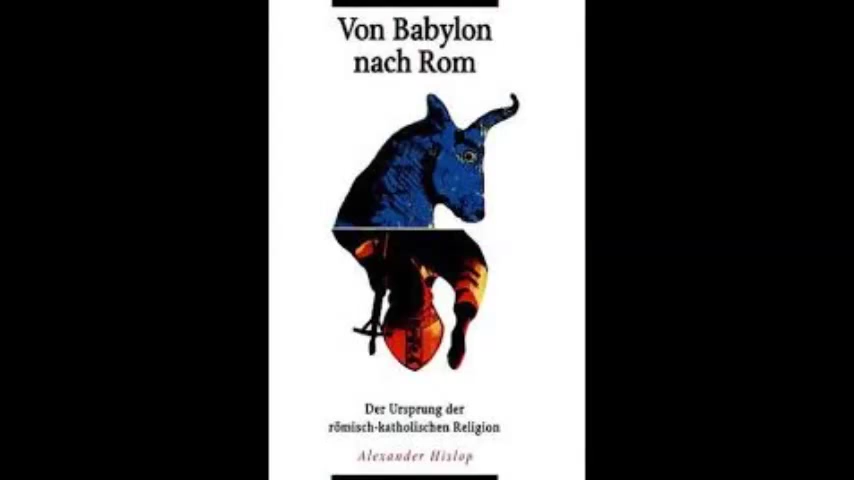 Von Babylon
nach Rom
Der Ursprung der
römisch-katholischen Religion
Alexander Hislop